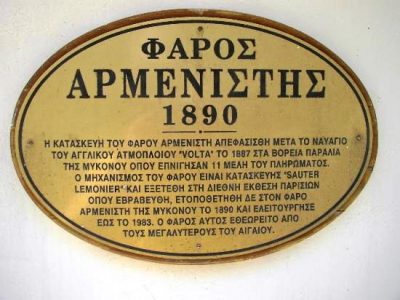 ΦΑΡΟΣ
ΑΡΜΕΝΙΣΤΗΣ
1890
Η ΚΑΤΑΣΚΕΥΗ ΤΟΥ ΦΑΡΟΥ ΑΡΜΕΝΙΣΤΗ ΑΠΕΦΑΣΙΣΘΗ ΜΕΤΑ ΤΟ ΝΑΥΑΓΙΟ
ΤΟΥ ΑΓΓΛΙΚΟΥ ΑΤΜΟΠΛΟΙΟΥ "VOLTA" ΤΟ 1887 ΣΤΑ ΒΟΡΕΙΑ ΠΑΡΑΛΙΑ
ΤΗΣ ΜΥΚΟΝΟΥ ΟΠΟΥ ΕΠΝΙΓΗΣΑΝ 11 ΜΕΛΗ ΤΟΥ ΠΛΗΡΩΜΑΤΟΣ.
Ο ΜΗΧΑΝΙΣΜΟΣ ΤΟΥ ΦΑΡΟΥ ΕΙΝΑΙ ΚΑΤΑΣΚΕΥΗΣ "SAUTER
LEMONIER" ΚΑΙ ΕΞΕΤΕΘΗ ΣΤΗ ΔΙΕΘΝΗ ΕΚΘΕΣΗ ΠΑΡΙΣΙΩΝ
ΟΠΟΥ ΕΒΡΑΒΕΥΘΗ, ΕΤΟΠΟΘΕΤΗΘΗ ΔΕ ΣΤΟΝ ΦΑΡΟ
ΑΡΜΕΝΙΣΤΗ ΤΗΣ ΜΥΚΟΝΟΥ ΤΟ 1890 ΚΑΙ ΕΛΕΙΤΟΥΡΓΗΣΕ
ΕΩΣ ΤΟ 1983. Ο ΦΑΡΟΣ ΑΥΤΟΣ ΕΘΕΩΡΕΙΤΟ ΑΠΟ
ΤΟΥΣ ΜΕΓΑΛΥΤΕΡΟΥΣ ΤΟΥ ΑΙΓΑΙΟΥ.